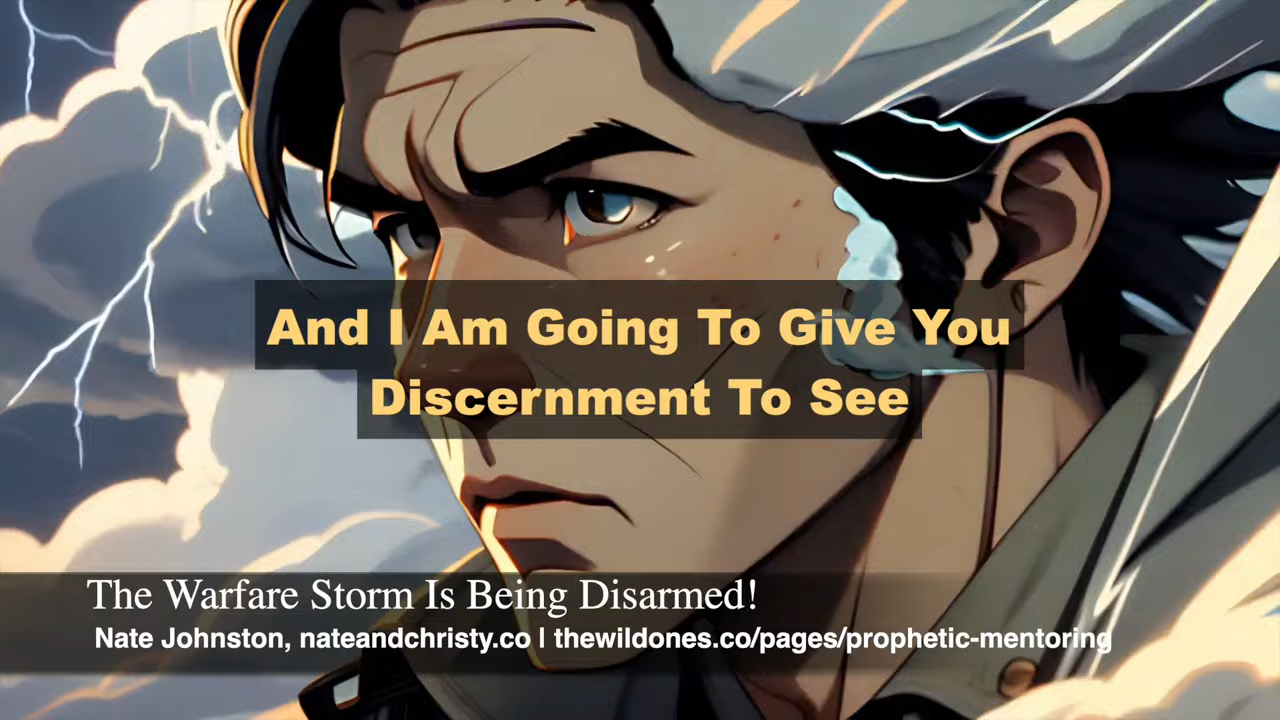 And I Am Going To Give You
Discernment To See
The Warfare Storm Is Being Disarmed!
Nate Johnston, nateandchristy.co | thewildones.co/pages/prophetic-mentoring